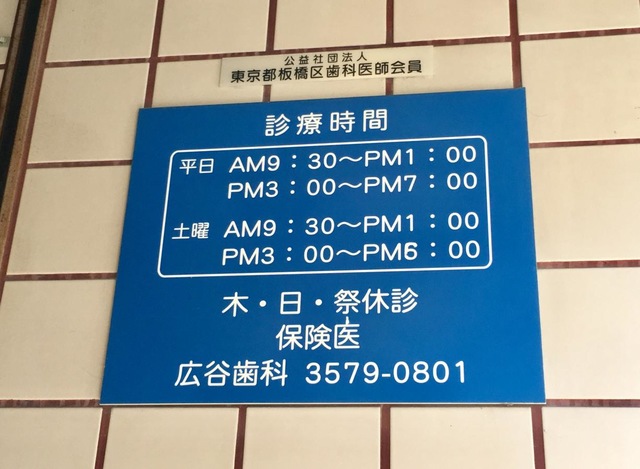 公益社団法人
東京都板橋区歯科医師会員
診療時間
平日 AM9：30～PM1：00
PM3：00～PM7：00
土曜 AM9：30～PM1：00
PM3：00～PM6：00
木・日・祭休診
保険医
広谷歯科 3579-0801